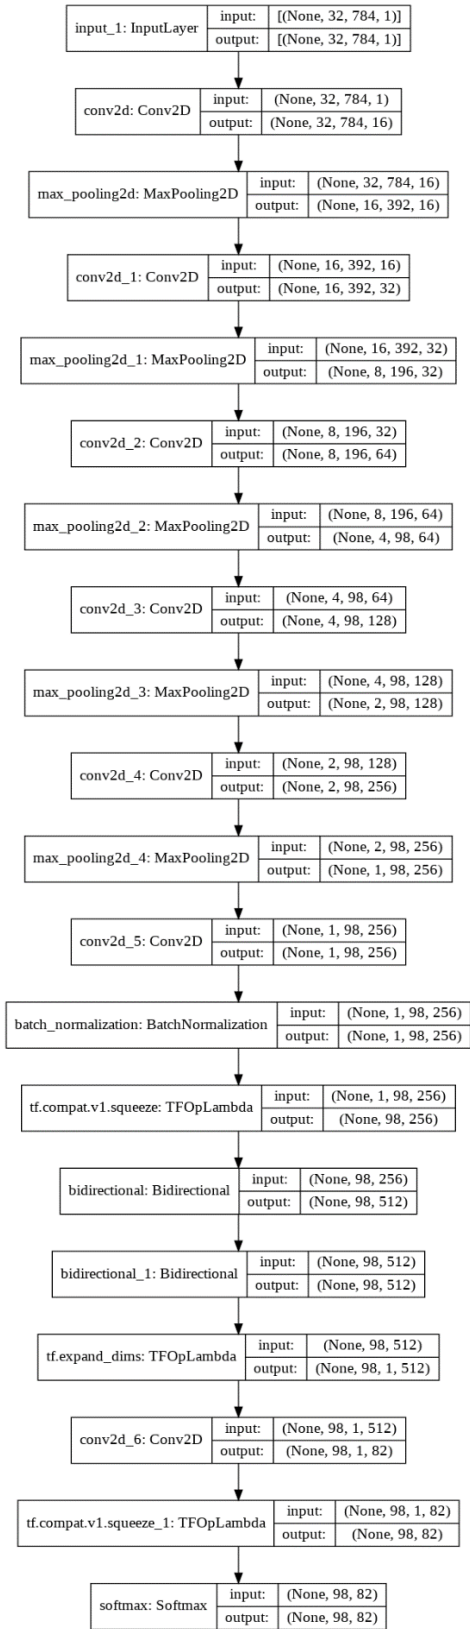 input_1: InputLayer
input: [(None, 32, 784, 1)]
output: [(None, 32, 784, 1)]
conv2d: Conv2D
input: (None, 32, 784, 1)
output: (None, 32, 784, 16)
max_pooling2d: MaxPooling2D
input: (None, 32, 784, 16)
output: (None, 16, 392, 16)
conv2d_1: Conv2D
input: (None, 16, 392, 16)
output: (None, 16, 392, 32)
max_pooling2d_1: MaxPooling2D
input: (None, 16, 392, 32)
output: (None, 8, 196, 32)
conv2d_2: Conv2D
input: (None, 8, 196, 32)
output: (None, 8, 196, 64)
max_pooling2d_2: MaxPooling2D
input: (None, 8, 196, 64)
output: (None, 4, 98, 64)
conv2d_3: Conv2D
input: (None, 4, 98, 64)
output: (None, 4, 98, 128)
max_pooling2d_3: MaxPooling2D
input: (None, 4, 98, 128)
output: (None, 2, 98, 128)
conv2d_4: Conv2D
input: (None, 2, 98, 128)
output: (None, 2, 98, 256)
max_pooling2d_4: MaxPooling2D
input: (None, 2, 98, 256)
output: (None, 1, 98, 256)
conv2d_5: Conv2D
input: (None, 1, 98, 256)
output: (None, 1, 98, 256)
batch_normalization: BatchNormalization
input: (None, 1, 98, 256)
output: (None, 1, 98, 256)
tf.compat.v1.squeeze: TFOpLambda
input: (None, 1, 98, 256)
output: (None, 98, 256)
bidirectional: Bidirectional
input: (None, 98, 256)
output: (None, 98, 512)
bidirectional_1: Bidirectional
input: (None, 98, 512)
output: (None, 98, 512)
tf.expand_dims: TFOpLambda
input: (None, 98, 512)
output: (None, 98, 1, 512)
conv2d_6: Conv2D
input: (None, 98, 1, 512)
output: (None, 98, 1, 82)
tf.compat.v1.squeeze_1: TFOpLambda
input: (None, 98, 1, 82)
output: (None, 98, 82)
softmax: Softmax
input: (None, 98, 82)
output: (None, 98, 82)